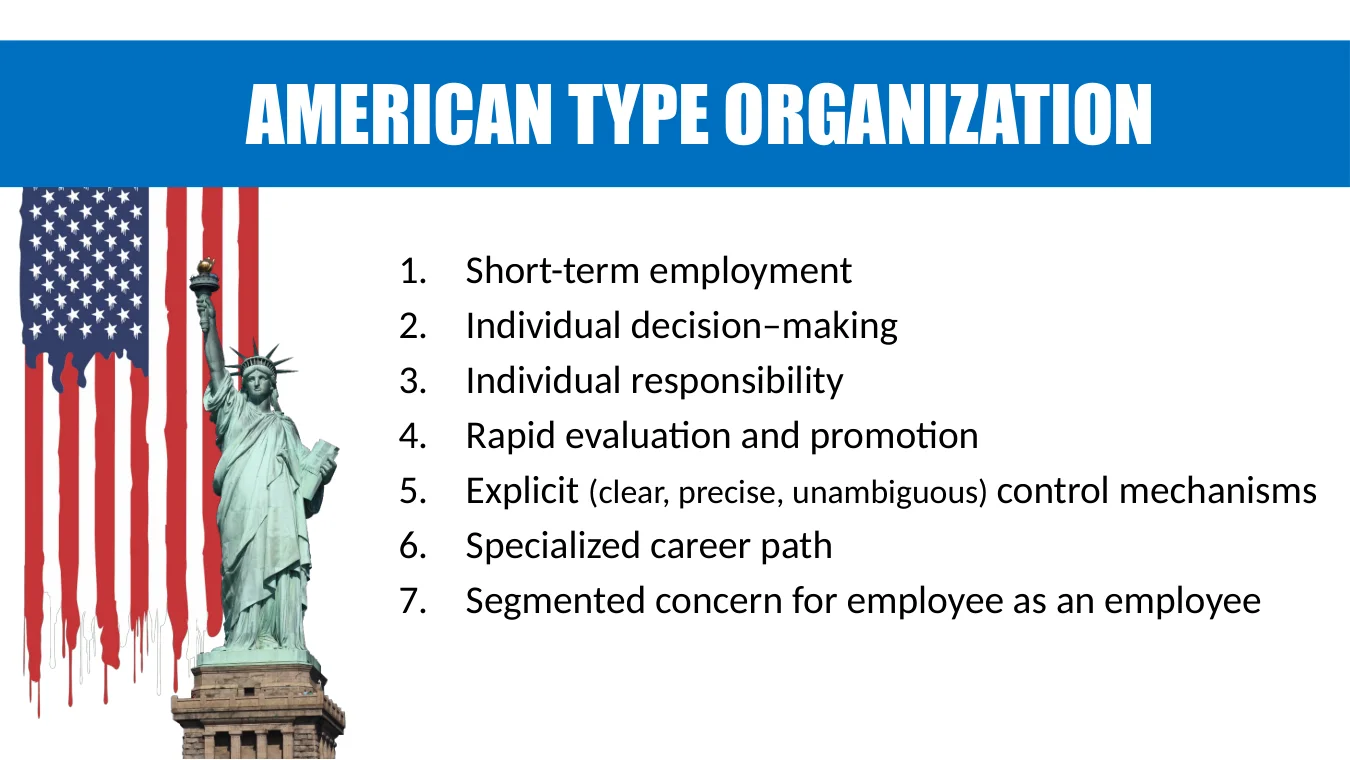 AMERICAN TYPE ORGANIZATION
1. Short-term employment
2. Individual decision–making
3. Individual responsibility
4. Rapid evaluation and promotion
5. Explicit (clear, precise, unambiguous) control mechanisms
6. Specialized career path
7. Segmented concern for employee as an employee